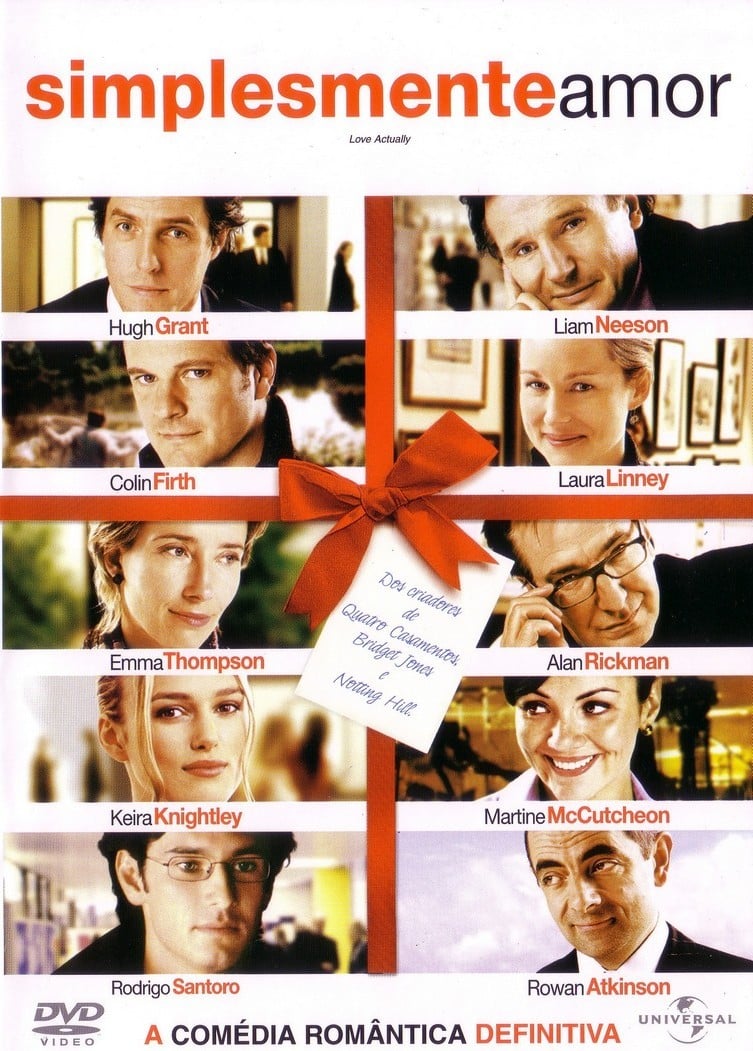 simplesmenteamor
Love Actually
Hugh Grant
Liam Neeson
Colin Firth
Laura Linney
Dos criadores
de
Quatro Casamentos,
Bridget Jones
e
Notting Hill.
Emma Thompson
Alan Rickman
Keira Knightley
Martine McCutcheon
Rodrigo Santoro
Rowan Atkinson
DVD
VIDEO
A COMÉDIA ROMÂNTICA DEFINITIVA
UNIVERSAL